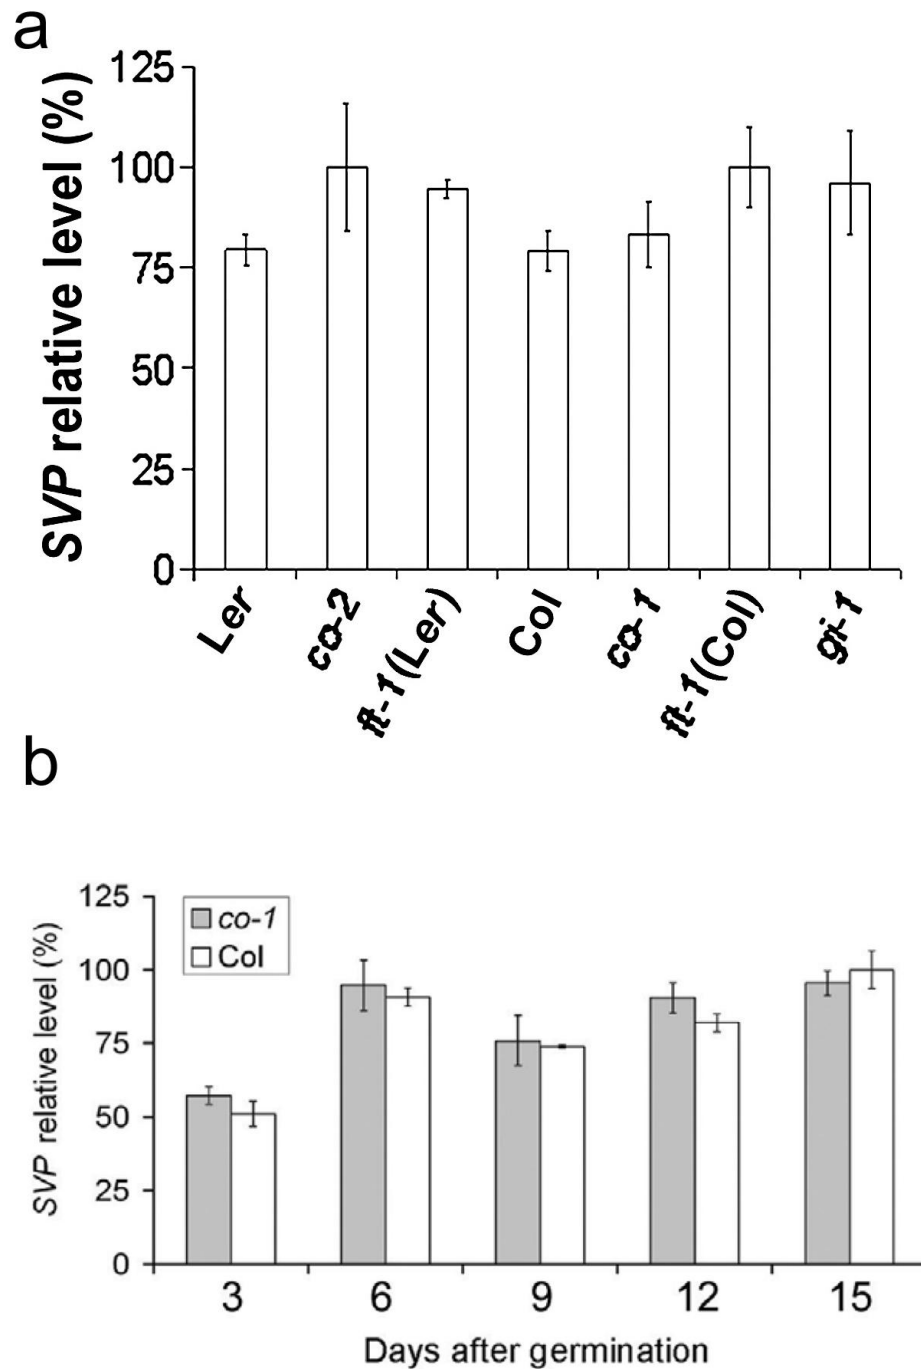 a
SVP relative level (%)
125
100
75
50
25
0
Ler
co-2
ft-1(Ler)
Col
co-1
ft-1(Col)
gi-1
b
SVP relative level (%)
125
100
75
50
25
0
co-1
Col
3 6 9 12 15
Days after germination